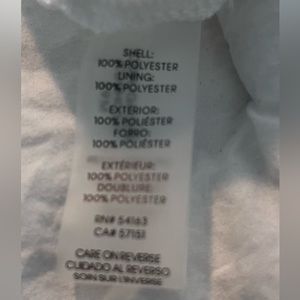 SHELL:
100% POLYESTER
LINING:
100% POLYESTER
EXTERIOR:
100% POLIÉSTER
FORRO:
100% POLIÉSTER
EXTÉRIEUR:
100% POLYESTER
DOUBLURE:
100% POLYESTER
RN# 54163
CA# 57151
CARE ON REVERSE
CUIDADO AL REVERSO
SOIN SUR L'INVERSE